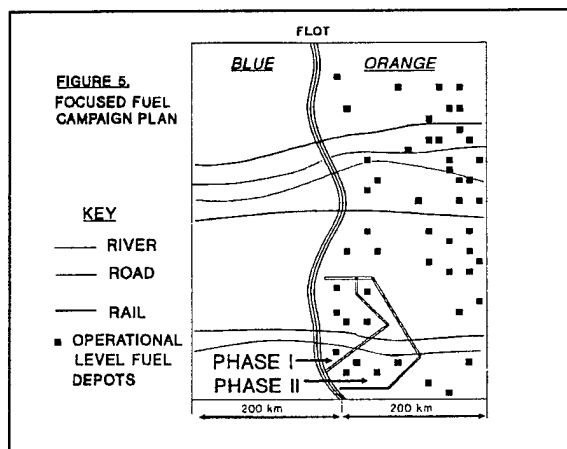 FLOT
BLUE
ORANGE
FIGURE 5.
FOCUSED FUEL
CAMPAIGN PLAN
KEY
RIVER
ROAD
RAIL
OPERATIONAL
LEVEL FUEL
DEPOTS
PHASE I
PHASE II
200 km
200 km